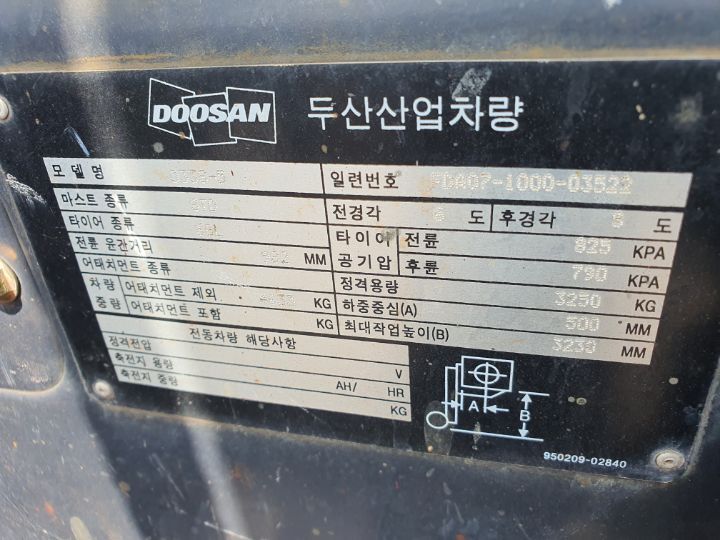 DOOSAN 두산산업차량
모델명
일련번호 FDA07-1000-03522
마스트 종류 STD
전경각 6 도 후경각 8 도
타이어 종류
타이어 공기압 전륜 825 KPA
전륜 윤간거리 992 MM
후륜 790 KPA
어태치먼트 종류
정격용량 3250 KG
차량 중량 어태치먼트 제외 KG
하중중심(A) 500 MM
어태치먼트 포함 KG
최대작업높이(B) 3230 MM
전동차량 해당사항
정격전압 V
축전지 용량 AH/ HR
축전지 중량 KG
A
B
950209-02840